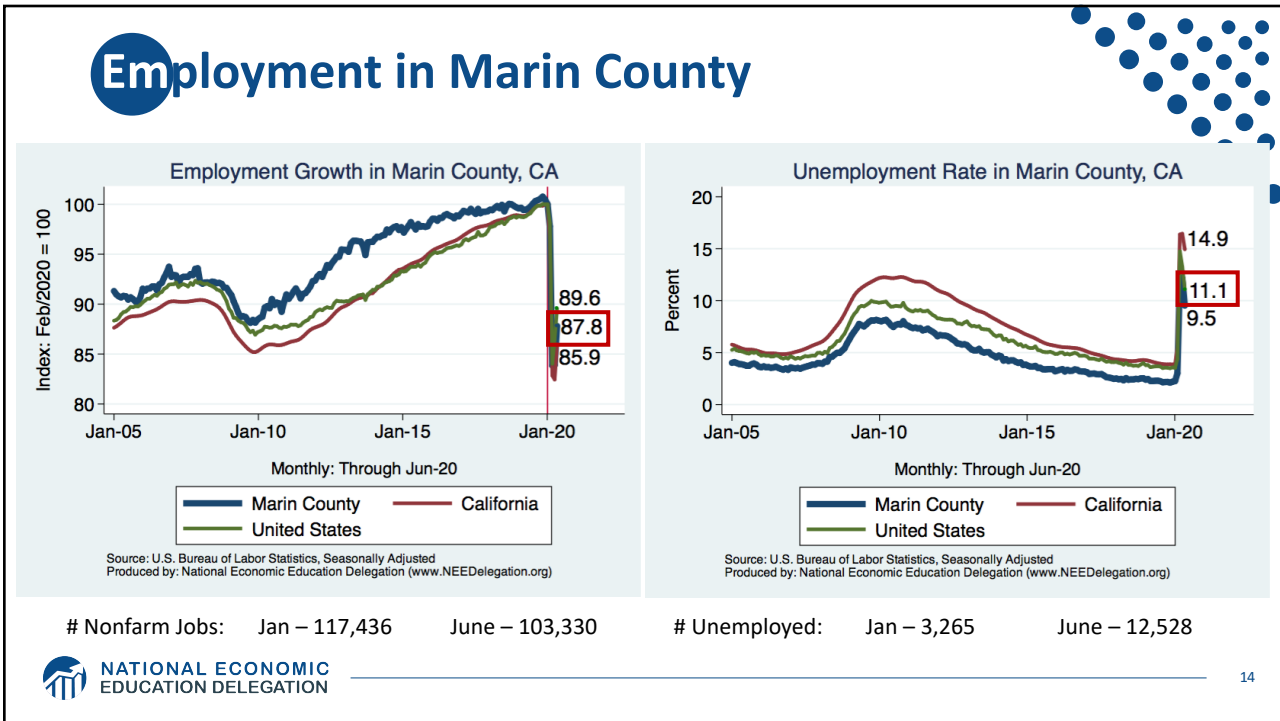 Employment in Marin County
Employment Growth in Marin County, CA
Index: Feb/2020 = 100
100
95
90
85
80
89.6
87.8
85.9
Jan-05 Jan-10 Jan-15 Jan-20
Monthly: Through Jun-20
Marin County California
United States
Source: U.S. Bureau of Labor Statistics, Seasonally Adjusted
Produced by: National Economic Education Delegation (www.NEEDelegation.org)
Unemployment Rate in Marin County, CA
Percent
20
15
10
5
0
14.9
11.1
9.5
Jan-05 Jan-10 Jan-15 Jan-20
Monthly: Through Jun-20
Marin County California
United States
Source: U.S. Bureau of Labor Statistics, Seasonally Adjusted
Produced by: National Economic Education Delegation (www.NEEDelegation.org)
# Nonfarm Jobs: Jan – 117,436 June – 103,330
# Unemployed: Jan – 3,265 June – 12,528
NATIONAL ECONOMIC
EDUCATION DELEGATION
14